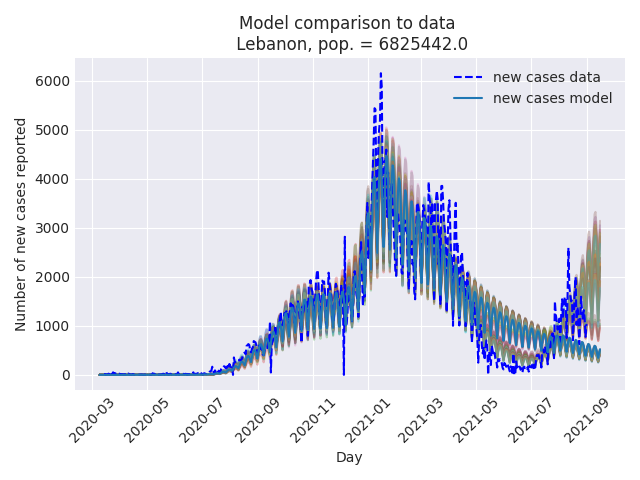 Model comparison to data
Lebanon, pop. = 6825442.0
new cases data
new cases model
Number of new cases reported
6000
5000
4000
3000
2000
1000
0
2020-03
2020-05
2020-07
2020-09
2020-11
2021-01
2021-03
2021-05
2021-07
2021-09
Day